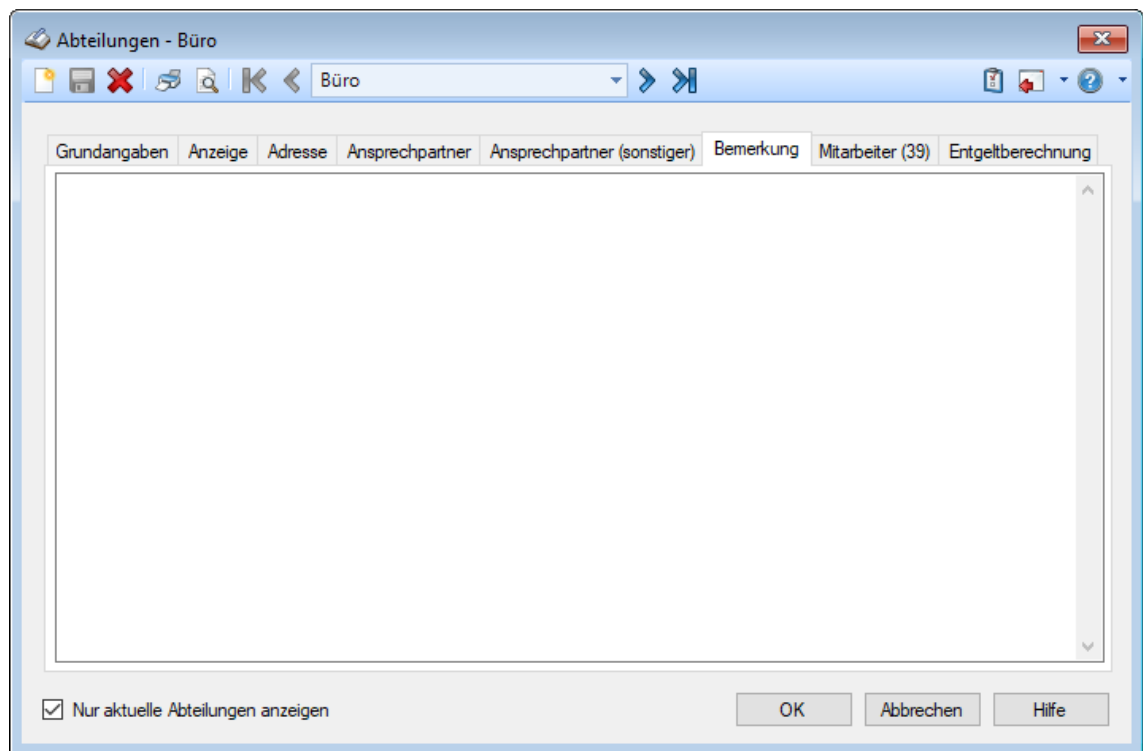 Abteilungen - Büro
Büro
Grundangaben Anzeige Adresse Ansprechpartner Ansprechpartner (sonstiger) Bemerkung Mitarbeiter (39) Entgeltberechnung
Nur aktuelle Abteilungen anzeigen OK Abbrechen Hilfe